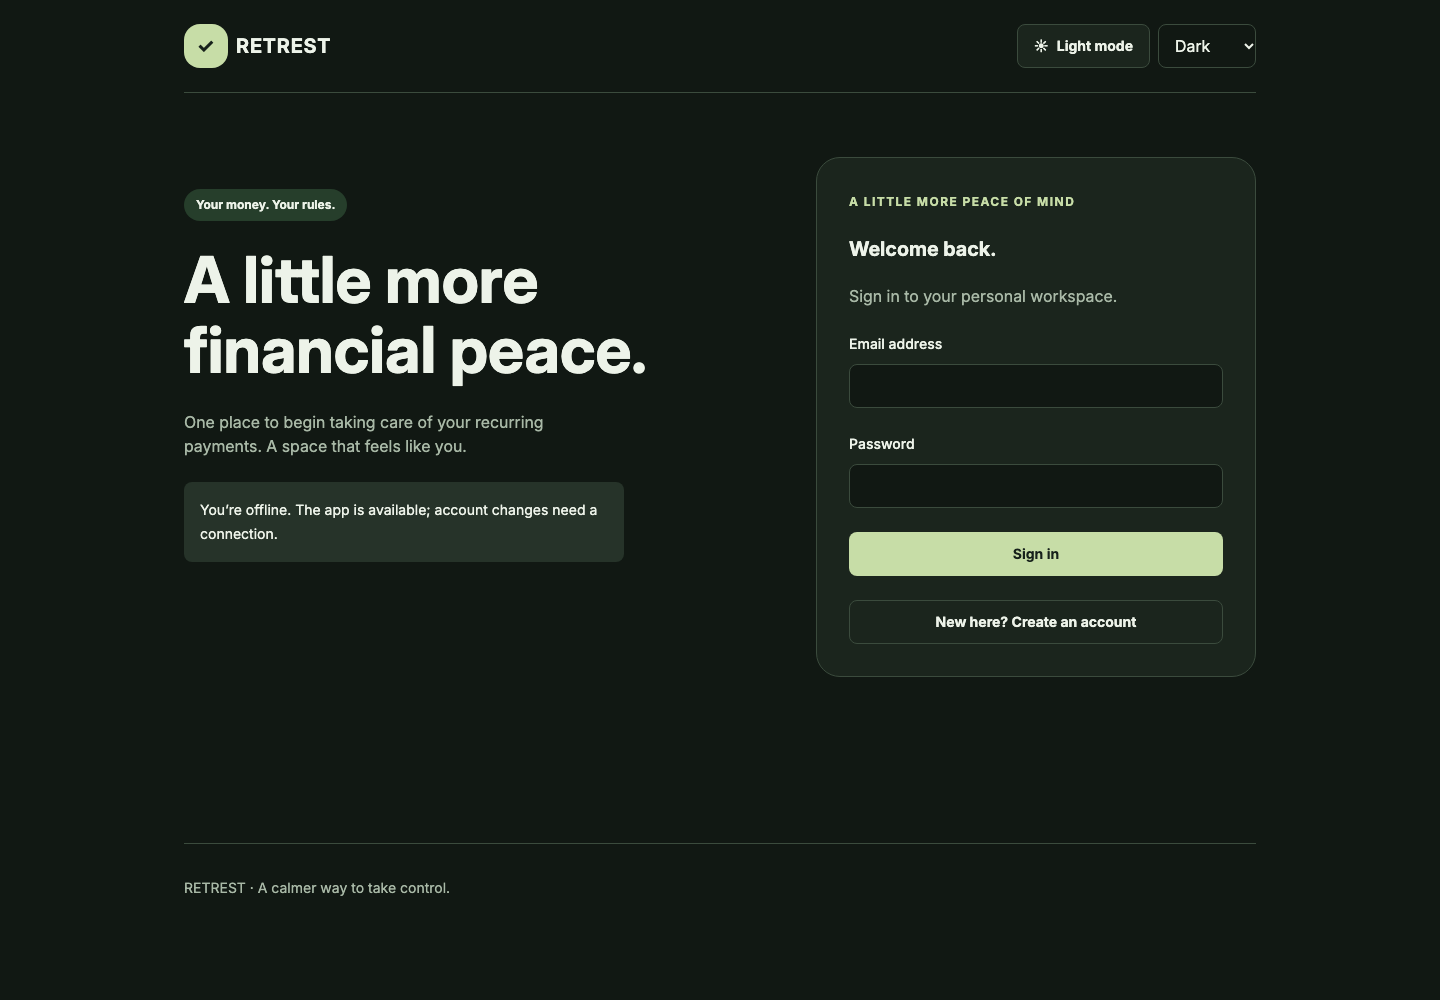 RETREST
Light mode
Dark
Your money. Your rules.
A little more
financial peace.
One place to begin taking care of your recurring
payments. A space that feels like you.
You’re offline. The app is available; account changes need a
connection.
A LITTLE MORE PEACE OF MIND
Welcome back.
Sign in to your personal workspace.
Email address
Password
Sign in
New here? Create an account
RETREST · A calmer way to take control.